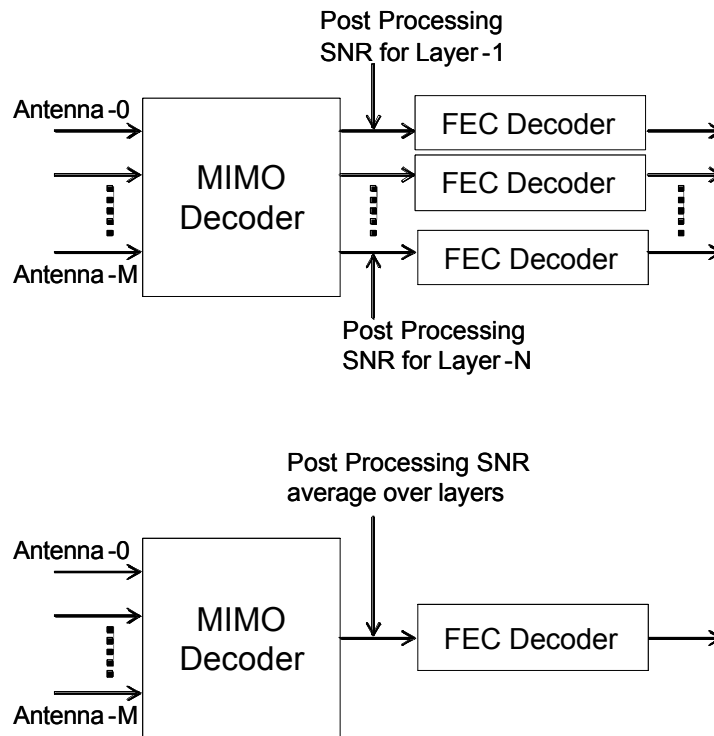 Post Processing
SNR for Layer-1
Antenna-0
MIMO
Decoder
FEC Decoder
FEC Decoder
FEC Decoder
Antenna-M
Post Processing
SNR for Layer-N
Post Processing SNR
average over layers
Antenna-0
MIMO
Decoder
FEC Decoder
Antenna-M